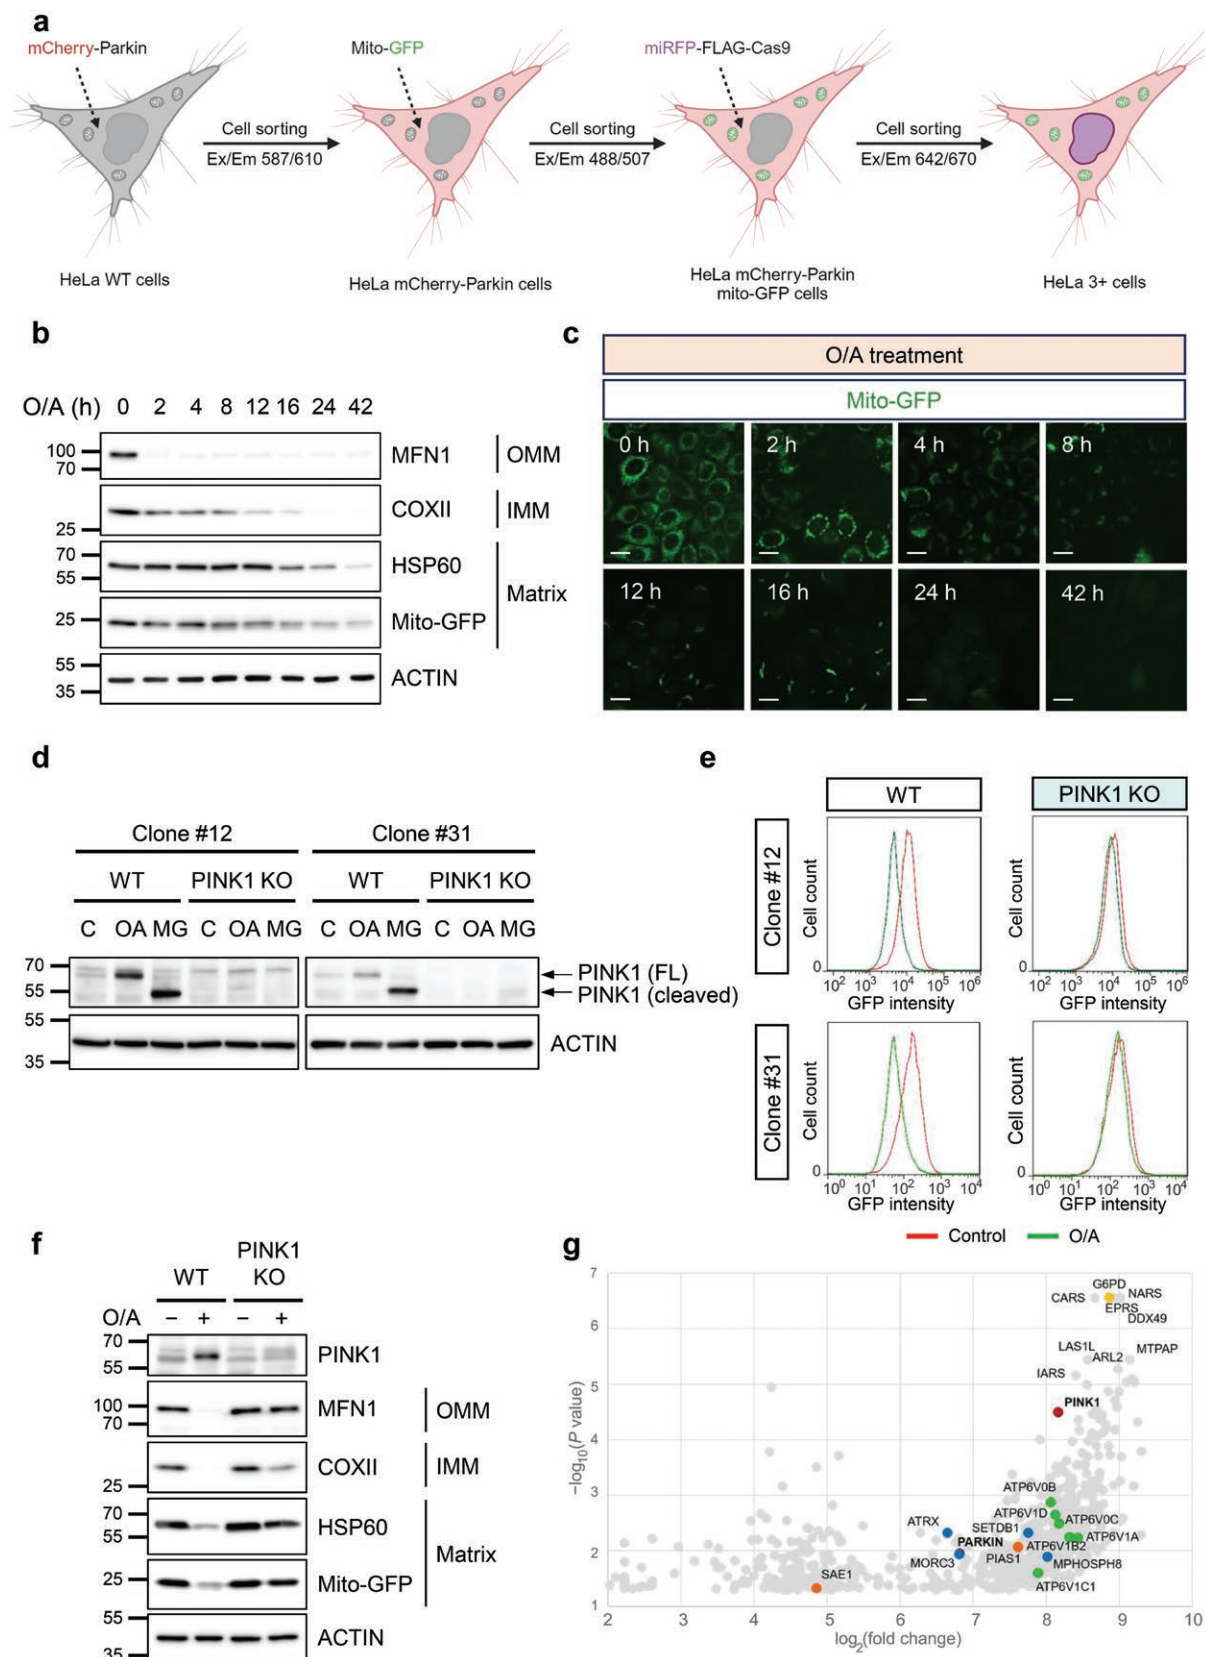 a
mCherry-Parkin
Mito-GFP
miRFP-FLAG-Cas9
Cell sorting
Ex/Em 587/610
Cell sorting
Ex/Em 488/507
Cell sorting
Ex/Em 642/670
HeLa WT cells
HeLa mCherry-Parkin cells
HeLa mCherry-Parkin
mito-GFP cells
HeLa 3+ cells
b
O/A (h) 0 2 4 8 12 16 24 42
100
70
MFN1
OMM
25
COXII
IMM
70
55
HSP60
Matrix
25
Mito-GFP
55
35
ACTIN
c
O/A treatment
Mito-GFP
0 h
2 h
4 h
8 h
12 h
16 h
24 h
42 h
d
Clone #12
Clone #31
WT
PINK1 KO
WT
PINK1 KO
C OA MG C OA MG
C OA MG C OA MG
70
55
PINK1 (FL)
PINK1 (cleaved)
55
35
ACTIN
e
WT
PINK1 KO
Clone #12
Cell count
0
10² 10³ 10⁴ 10⁵ 10⁶
GFP intensity
Cell count
0
10² 10³ 10⁴ 10⁵ 10⁶
GFP intensity
Clone #31
Cell count
0
10⁰ 10¹ 10² 10³ 10⁴
GFP intensity
Cell count
0
10⁰ 10¹ 10² 10³ 10⁴
GFP intensity
Control
O/A
f
WT
PINK1
KO
O/A − + − +
70
55
PINK1
100
70
MFN1
OMM
25
COXII
IMM
70
55
HSP60
Matrix
25
Mito-GFP
55
35
ACTIN
g
−log₁₀(P value)
7
6
5
4
3
2
1
G6PD
CARS
NARS
EPRS
DDX49
LAS1L
ARL2
MTPAP
IARS
PINK1
ATP6V0B
ATP6V1D
ATP6V0C
ATRX
SETDB1
ATP6V1A
PARKIN
ATP6V1B2
MORC3
PIAS1
MPHOSPH8
SAE1
ATP6V1C1
2 3 4 5 6 7 8 9 10
log₂(fold change)